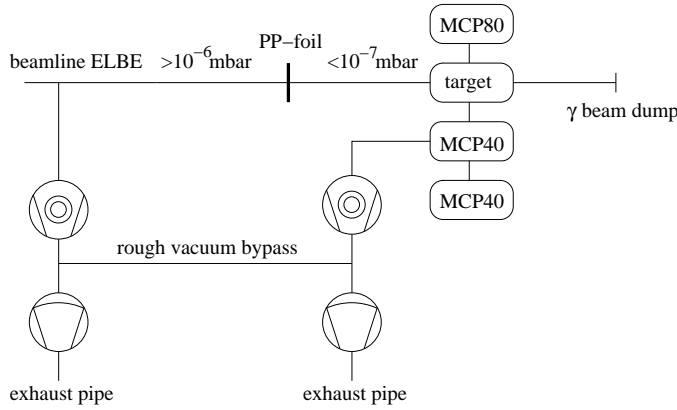 MCP80
PP−foil
beamline ELBE >10⁻⁶mbar <10⁻⁷mbar
target
γ beam dump
MCP40
MCP40
rough vacuum bypass
exhaust pipe exhaust pipe